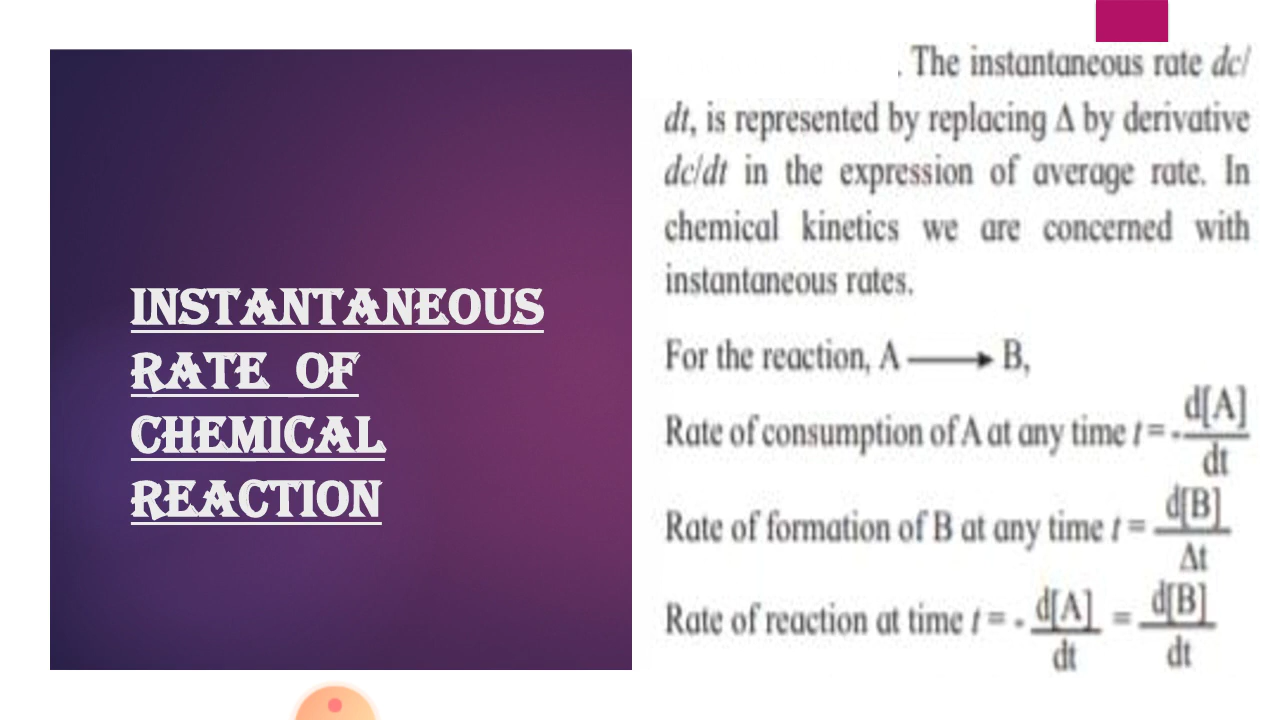 INSTANTANEOUS
RATE OF
CHEMICAL
REACTION
. The instantaneous rate dc/
dt, is represented by replacing Δ by derivative
dc/dt in the expression of average rate. In
chemical kinetics we are concerned with
instantaneous rates.
For the reaction, A ⟶ B,
Rate of consumption of A at any time t = - d[A]/dt
Rate of formation of B at any time t = d[B]/Δt
Rate of reaction at time t = - d[A]/dt = d[B]/dt